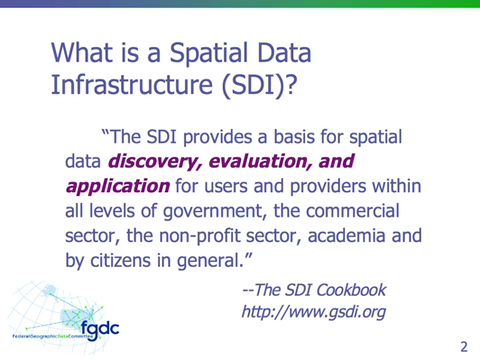 What is a Spatial Data
Infrastructure (SDI)?
“The SDI provides a basis for spatial
data discovery, evaluation, and
application for users and providers within
all levels of government, the commercial
sector, the non-profit sector, academia and
by citizens in general.”
--The SDI Cookbook
http://www.gsdi.org
fgdc
FederalGeographicDataCommittee
2